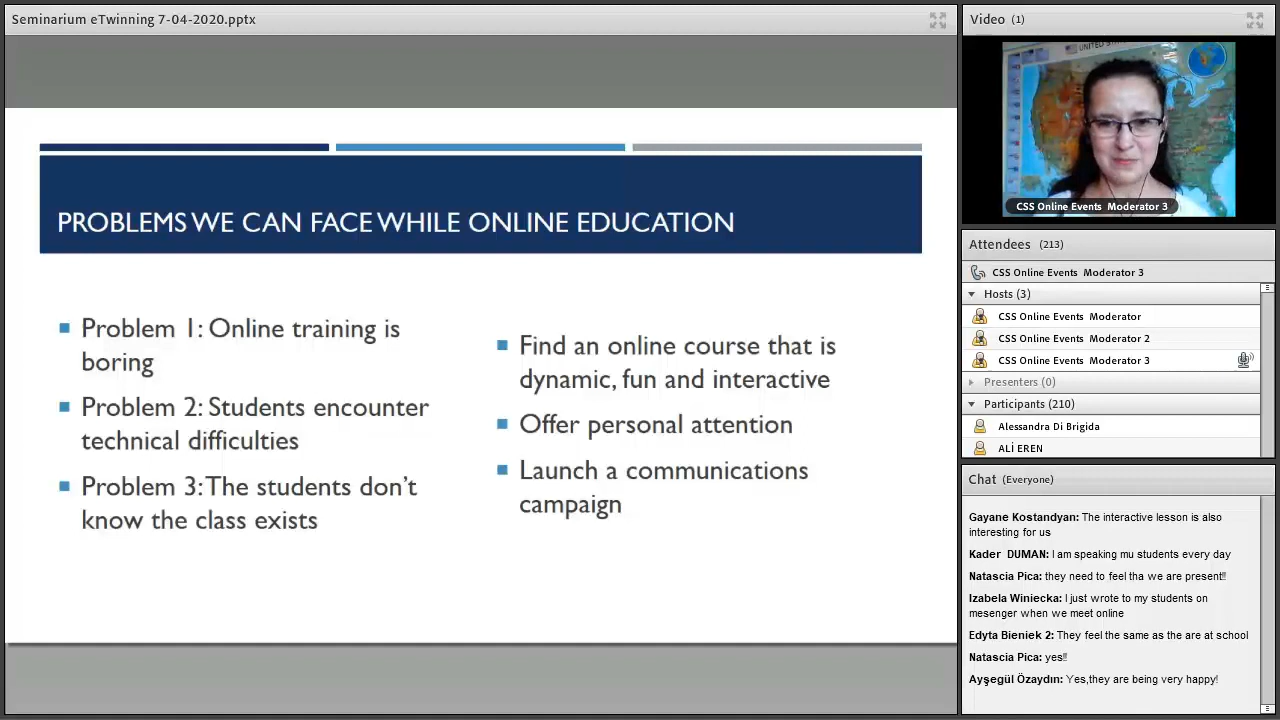 Seminarium eTwinning 7-04-2020.pptx
PROBLEMS WE CAN FACE WHILE ONLINE EDUCATION
Problem 1: Online training is
boring
Problem 2: Students encounter
technical difficulties
Problem 3: The students don't
know the class exists
Find an online course that is
dynamic, fun and interactive
Offer personal attention
Launch a communications
campaign
Video (1)
UNITED
CSS Online Events Moderator 3
Attendees (213)
CSS Online Events Moderator 3
Hosts (3)
CSS Online Events Moderator
CSS Online Events Moderator 2
CSS Online Events Moderator 3
Presenters (0)
Participants (210)
Alessandra Di Brigida
ALİ EREN
Chat (Everyone)
Gayane Kostandyan: The interactive lesson is also
interesting for us
Kader DUMAN: I am speaking mu students every day
Natascia Pica: they need to feel tha we are present!!
Izabela Winiecka: I just wrote to my students on
mesenger when we meet online
Edyta Bieniek 2: They feel the same as the are at school
Natascia Pica: yes!!
Ayşegül Özaydın: Yes,they are being very happy!